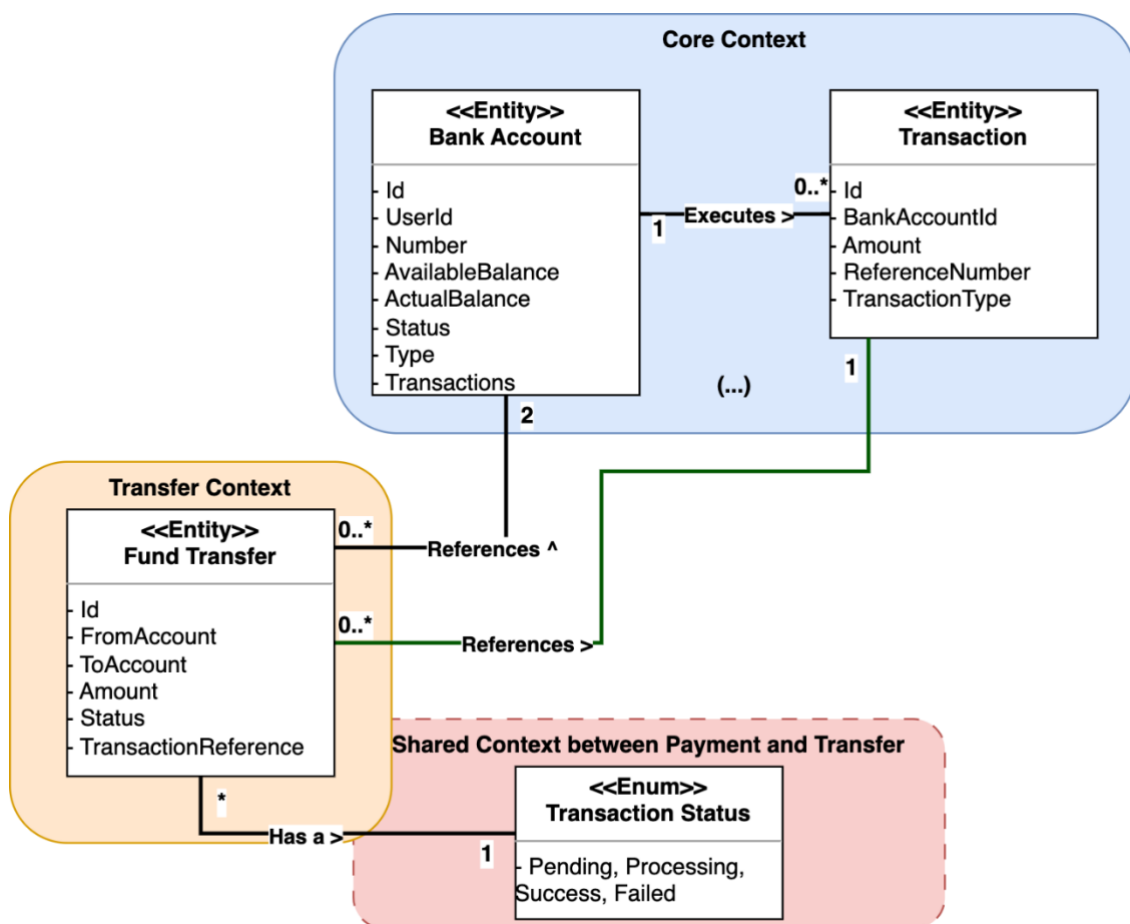 Core Context
<<Entity>>
Bank Account
- Id
- UserId
- Number
- AvailableBalance
- ActualBalance
- Status
- Type
- Transactions
1
Executes >
0..*
<<Entity>>
Transaction
- Id
- BankAccountId
- Amount
- ReferenceNumber
- TransactionType
(...)
2
1
Transfer Context
<<Entity>>
Fund Transfer
- Id
- FromAccount
- ToAccount
- Amount
- Status
- TransactionReference
0..*
References ^
0..*
References >
*
Has a >
1
Shared Context between Payment and Transfer
<<Enum>>
Transaction Status
- Pending, Processing,
Success, Failed